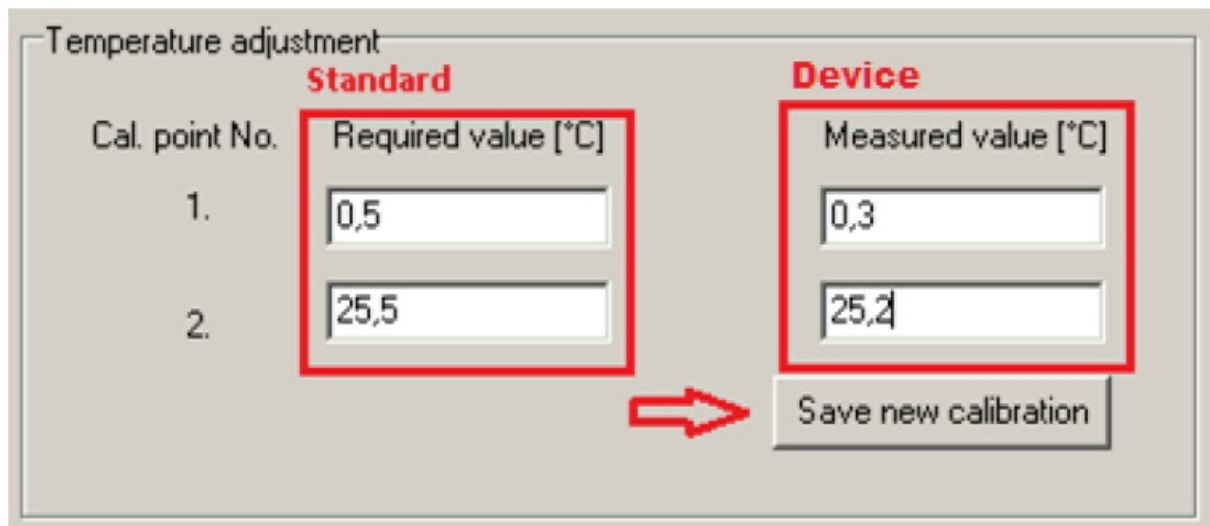 Temperature adjustment
Standard Device
Cal. point No. Required value [°C] Measured value [°C]
1. 0,5 0,3
2. 25,5 25,2
Save new calibration